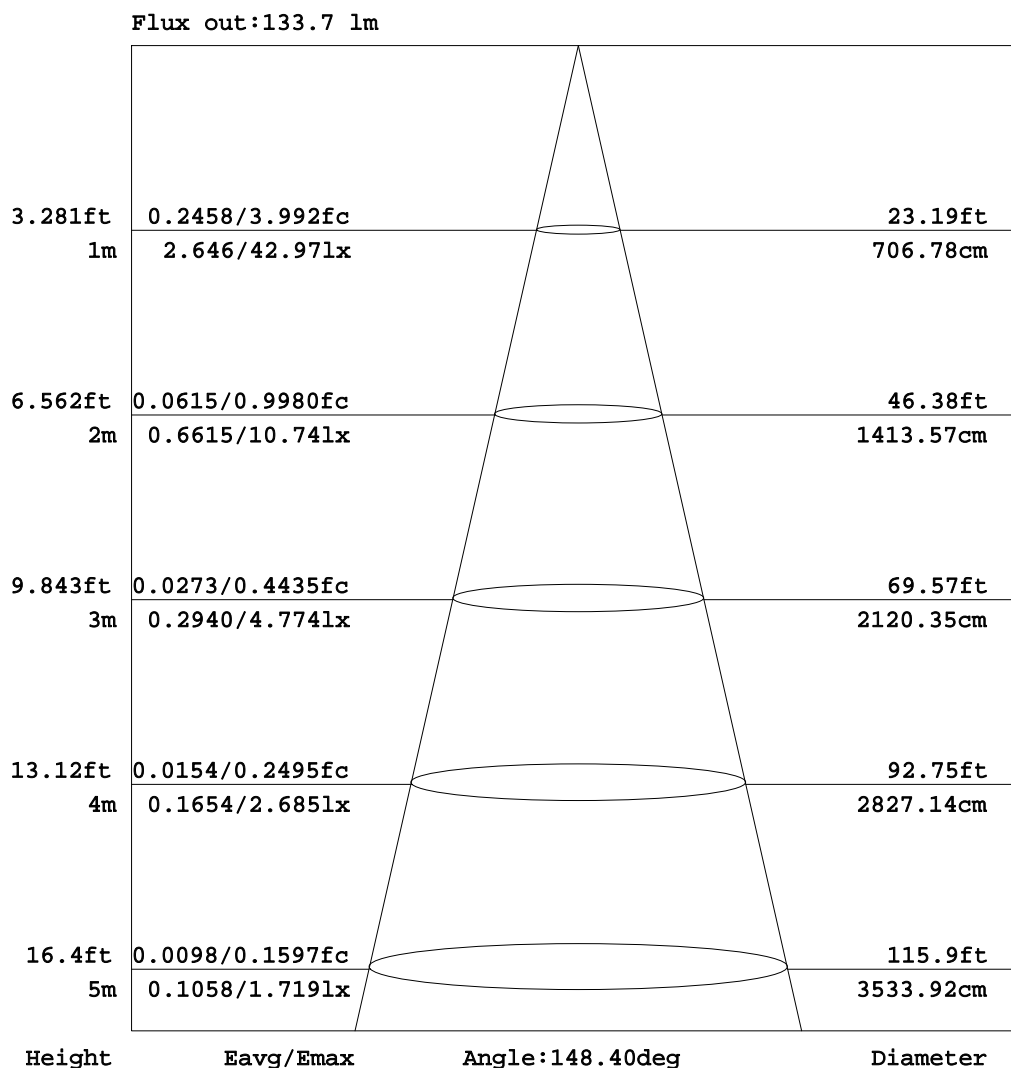 Flux out:133.7 lm
3.281ft 0.2458/3.992fc 23.19ft
1m 2.646/42.97lx 706.78cm
6.562ft 0.0615/0.9980fc 46.38ft
2m 0.6615/10.74lx 1413.57cm
9.843ft 0.0273/0.4435fc 69.57ft
3m 0.2940/4.774lx 2120.35cm
13.12ft 0.0154/0.2495fc 92.75ft
4m 0.1654/2.685lx 2827.14cm
16.4ft 0.0098/0.1597fc 115.9ft
5m 0.1058/1.719lx 3533.92cm
Height Eavg/Emax Angle:148.40deg Diameter